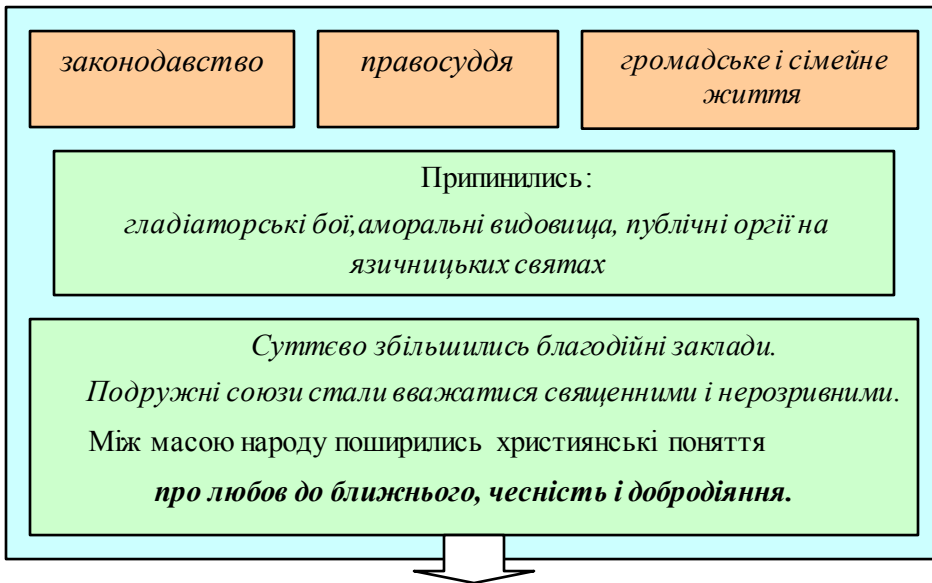 законодавство
правосуддя
громадське і сімейне
життя
Припинились:
гладіаторські бої,аморальні видовища, публічні оргії на
язичницьких святах
Суттєво збільшились благодійні заклади.
Подружні союзи стали вважатися священними і нерозривними.
Між масою народу поширились християнські поняття
про любов до ближнього, чесність і добродіяння.